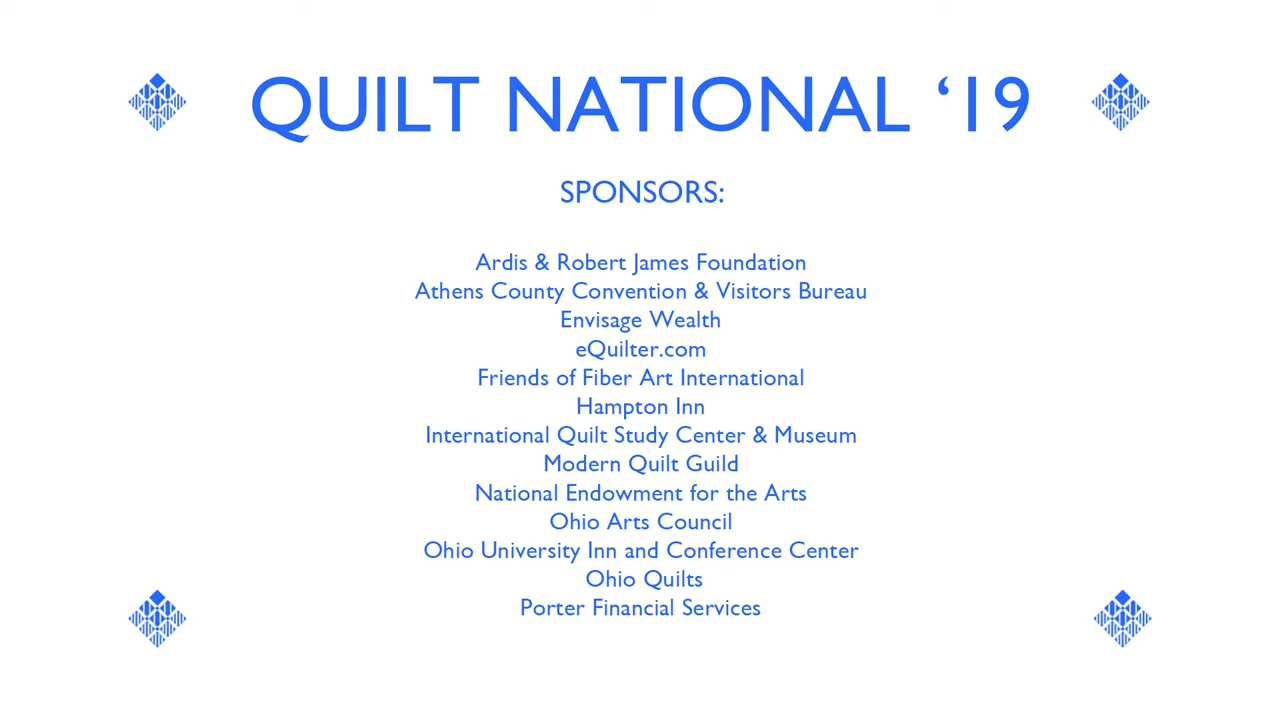 QUILT NATIONAL ‘19
SPONSORS:
Ardis & Robert James Foundation
Athens County Convention & Visitors Bureau
Envisage Wealth
eQuilter.com
Friends of Fiber Art International
Hampton Inn
International Quilt Study Center & Museum
Modern Quilt Guild
National Endowment for the Arts
Ohio Arts Council
Ohio University Inn and Conference Center
Ohio Quilts
Porter Financial Services